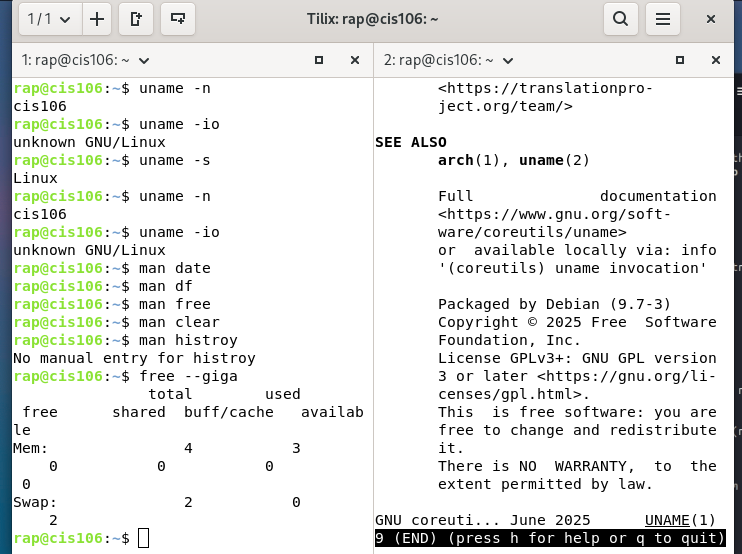 1 / 1
Tilix: rap@cis106: ~
1: rap@cis106: ~
rap@cis106:~$ uname -n
cis106
rap@cis106:~$ uname -io
unknown GNU/Linux
rap@cis106:~$ uname -s
Linux
rap@cis106:~$ uname -n
cis106
rap@cis106:~$ uname -io
unknown GNU/Linux
rap@cis106:~$ man date
rap@cis106:~$ man df
rap@cis106:~$ man free
rap@cis106:~$ man clear
rap@cis106:~$ man histroy
No manual entry for histroy
rap@cis106:~$ free --giga
total used
free shared buff/cache availab
le
Mem: 4 3
0 0 0
0
Swap: 2 0
2
rap@cis106:~$
2: rap@cis106: ~
<https://translationpro-
ject.org/team/>
SEE ALSO
arch(1), uname(2)
Full documentation
<https://www.gnu.org/soft-
ware/coreutils/uname>
or available locally via: info
'(coreutils) uname invocation'
Packaged by Debian (9.7-3)
Copyright © 2025 Free Software
Foundation, Inc.
License GPLv3+: GNU GPL version
3 or later <https://gnu.org/li-
censes/gpl.html>.
This is free software: you are
free to change and redistribute
it.
There is NO WARRANTY, to the
extent permitted by law.
GNU coreuti... June 2025 UNAME(1)
9 (END) (press h for help or q to quit)